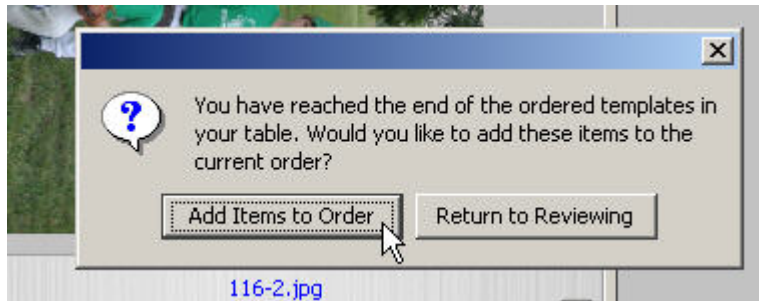 You have reached the end of the ordered templates in
your table. Would you like to add these items to the
current order?
Add Items to Order
Return to Reviewing
116-2.jpg